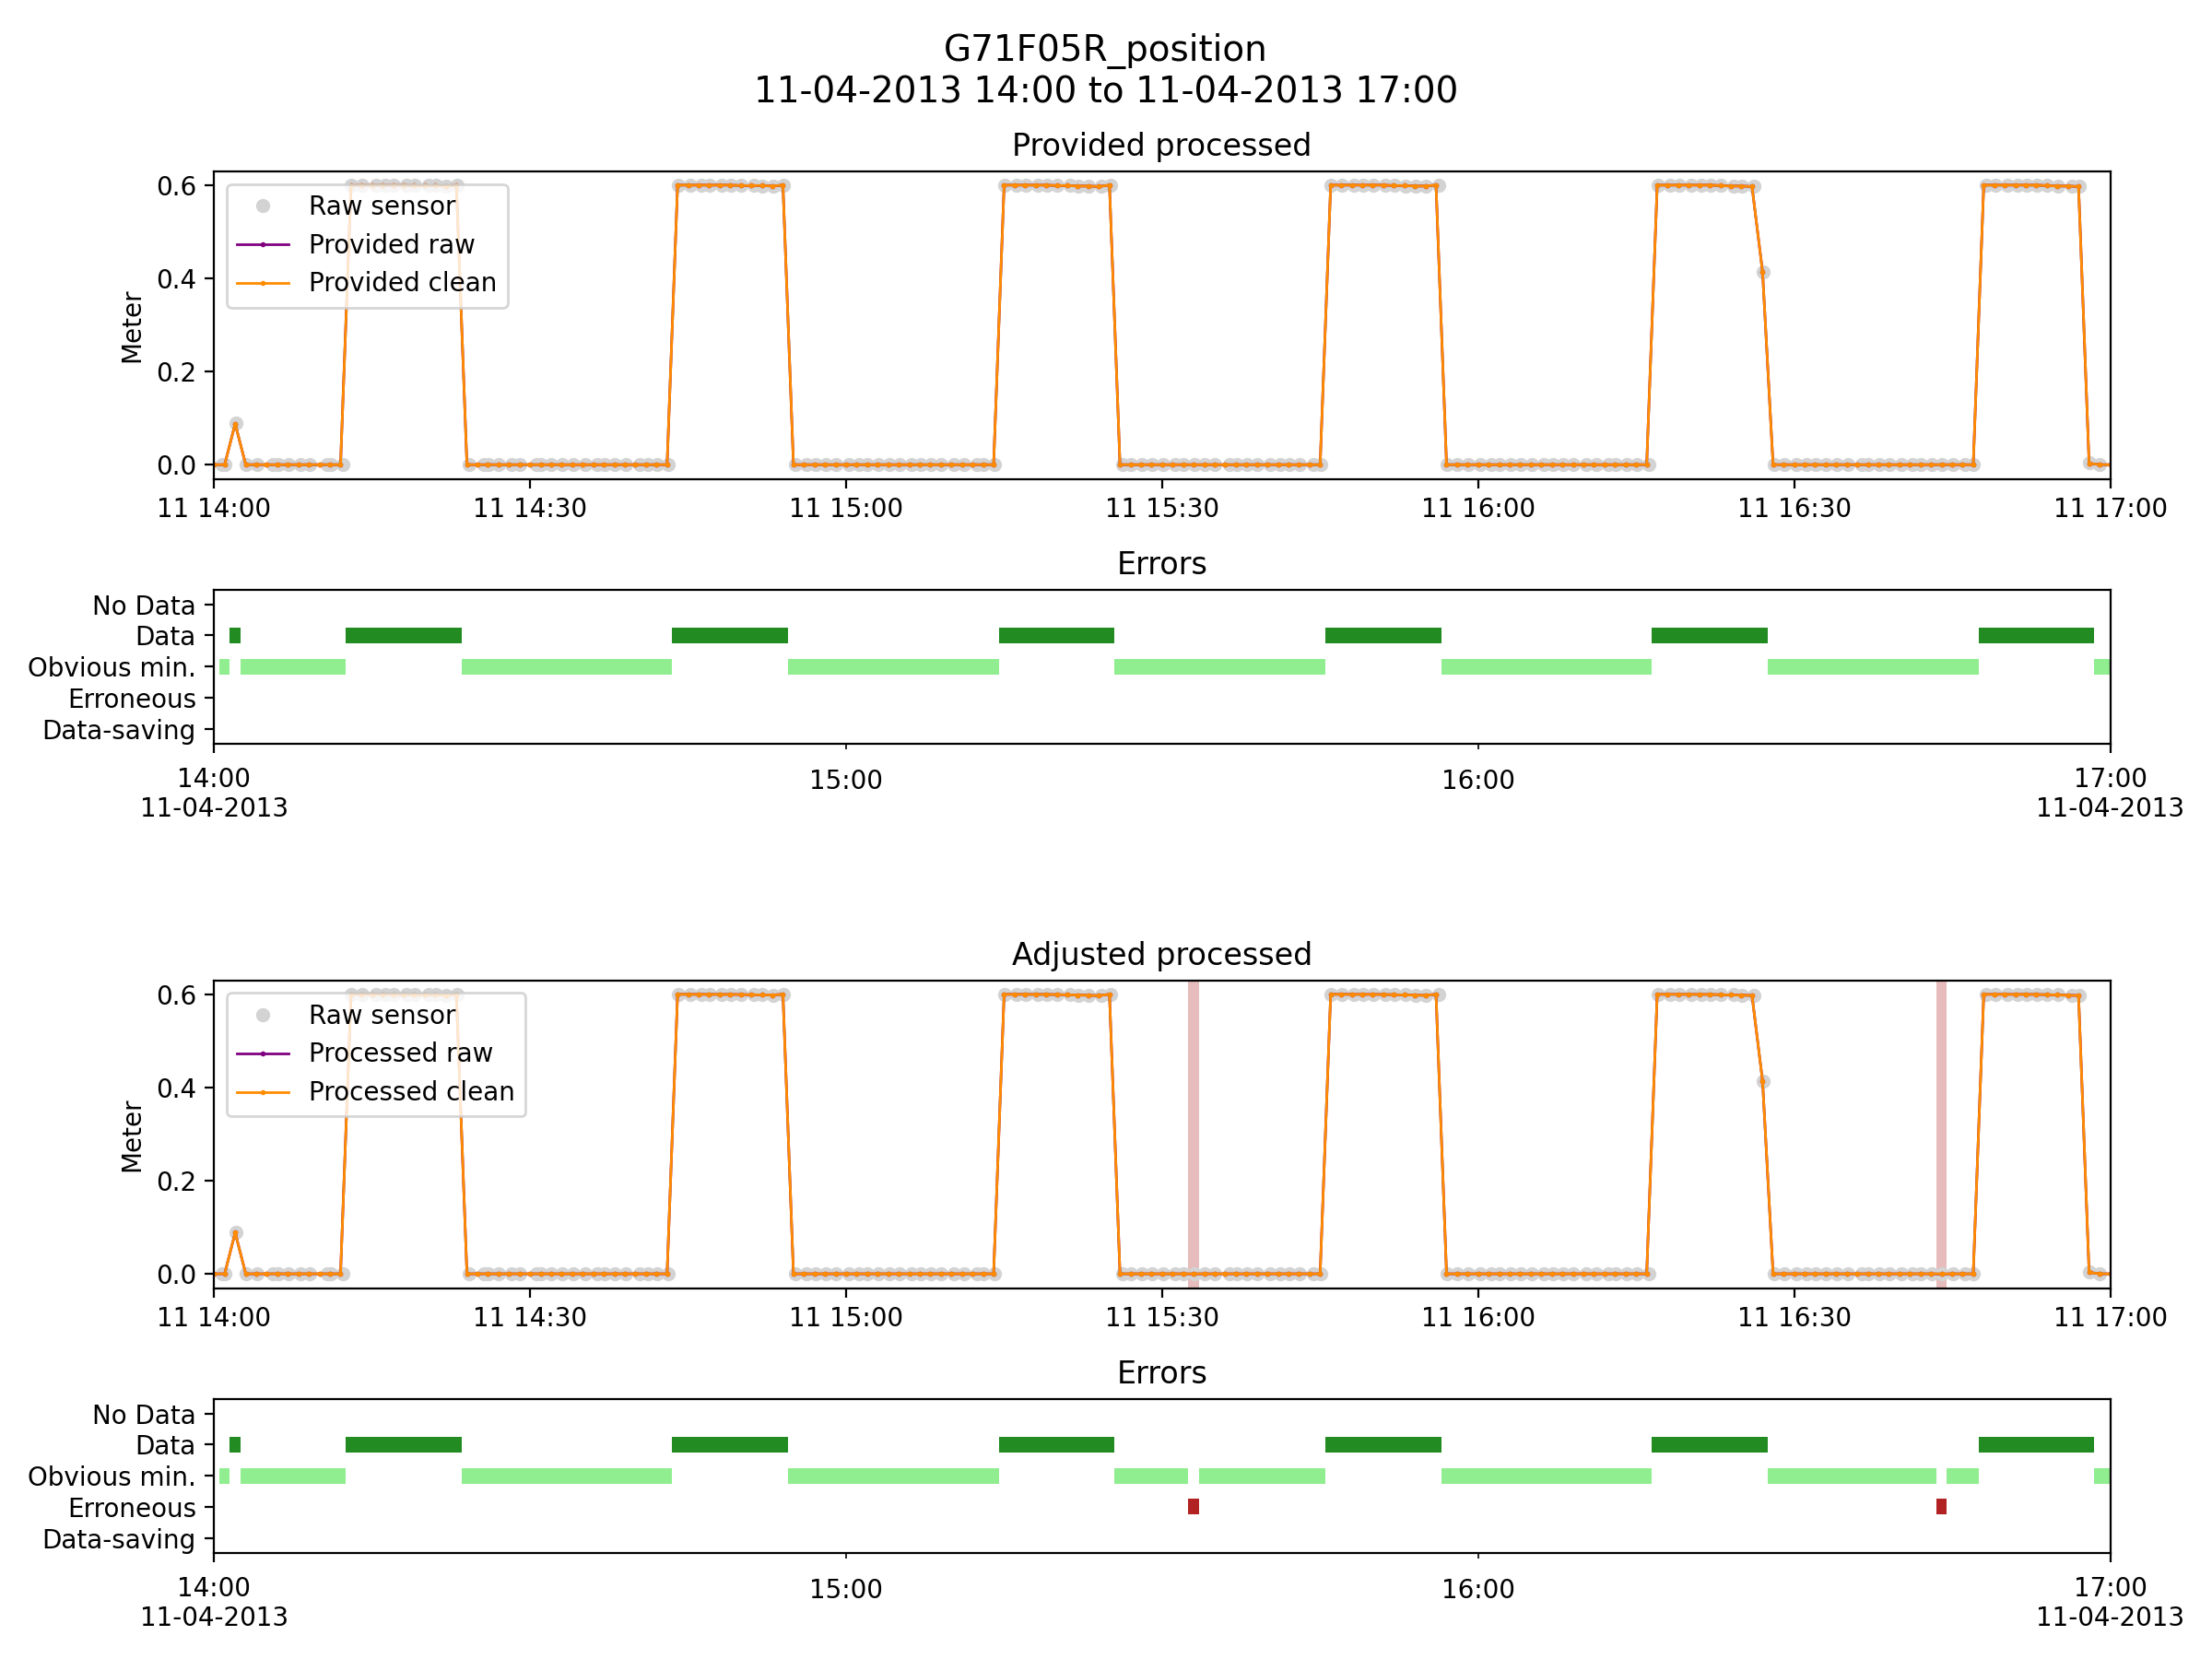 G71F05R_position
11-04-2013 14:00 to 11-04-2013 17:00
Provided processed
0.6
0.4
0.2
0.0
Meter
Raw sensor
Provided raw
Provided clean
11 14:00 11 14:30 11 15:00 11 15:30 11 16:00 11 16:30 11 17:00
Errors
No Data
Data
Obvious min.
Erroneous
Data-saving
14:00 15:00 16:00 17:00
11-04-2013 11-04-2013
Adjusted processed
0.6
0.4
0.2
0.0
Meter
Raw sensor
Processed raw
Processed clean
11 14:00 11 14:30 11 15:00 11 15:30 11 16:00 11 16:30 11 17:00
Errors
No Data
Data
Obvious min.
Erroneous
Data-saving
14:00 15:00 16:00 17:00
11-04-2013 11-04-2013